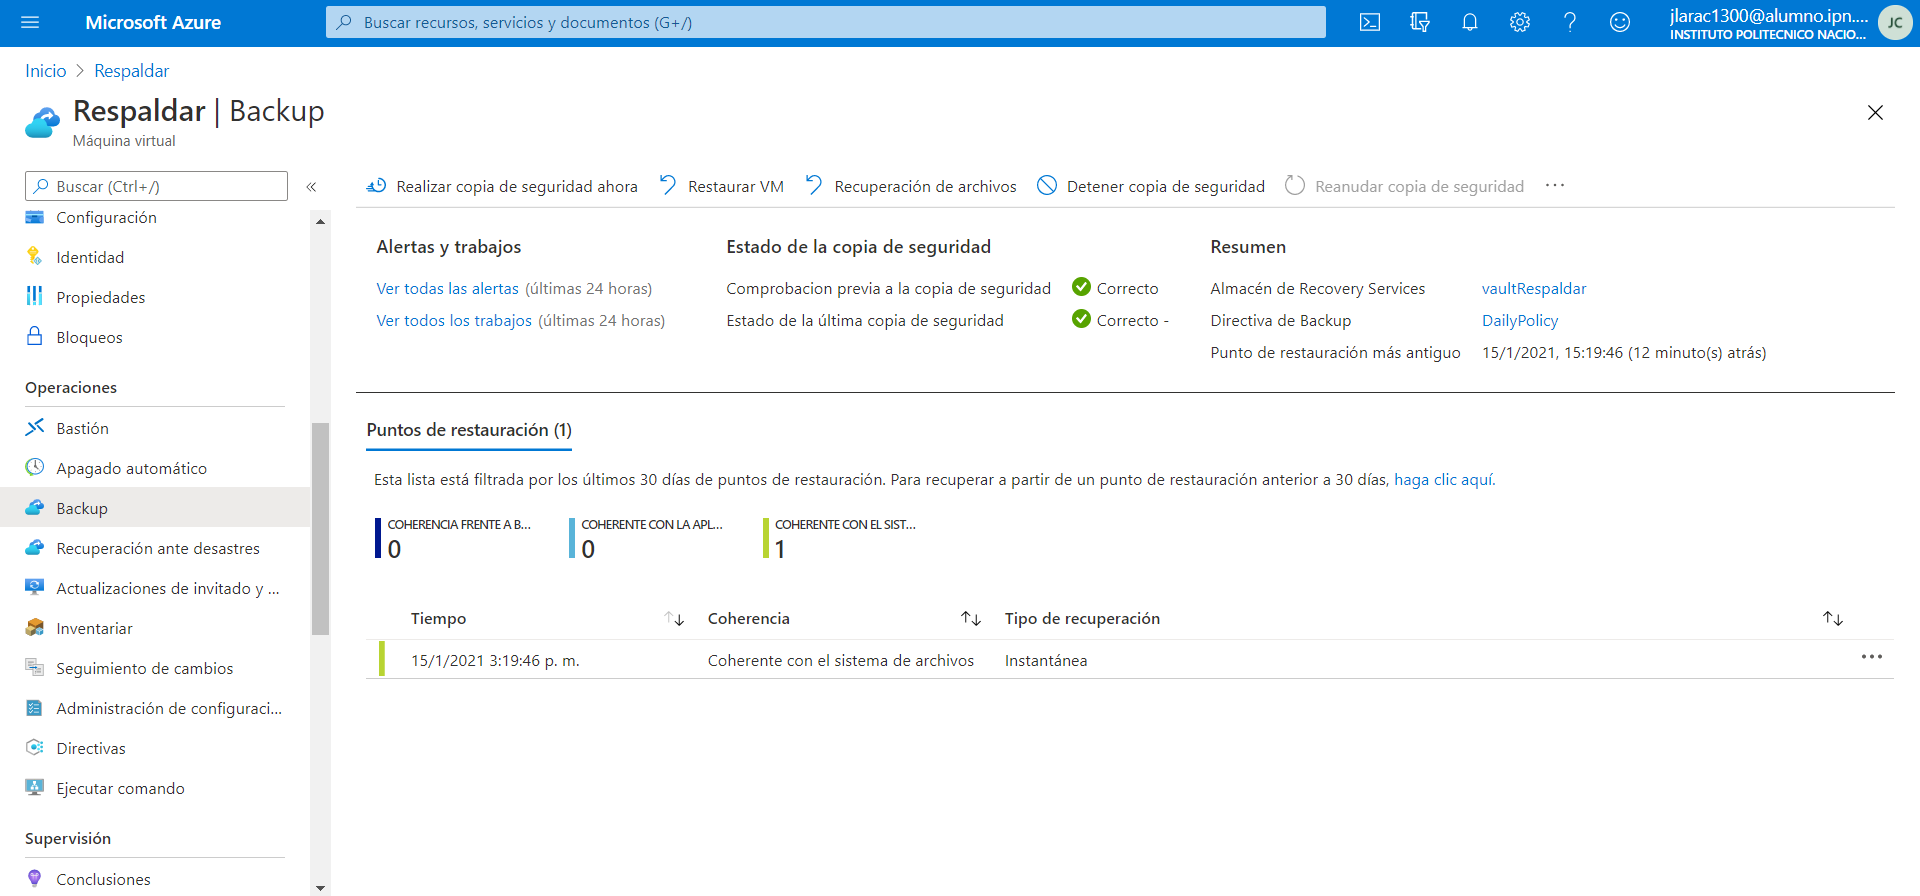 Microsoft Azure
Buscar recursos, servicios y documentos (G+/)
jlarac1300@alumno.ipn....
INSTITUTO POLITECNICO NACIO...
JC
Inicio > Respaldar
Respaldar | Backup
Máquina virtual
Buscar (Ctrl+/)
«
Configuración
Identidad
Propiedades
Bloqueos
Operaciones
Bastión
Apagado automático
Backup
Recuperación ante desastres
Actualizaciones de invitado y ...
Inventariar
Seguimiento de cambios
Administración de configuraci...
Directivas
Ejecutar comando
Supervisión
Conclusiones
Realizar copia de seguridad ahora
Restaurar VM
Recuperación de archivos
Detener copia de seguridad
Reanudar copia de seguridad
...
Alertas y trabajos
Ver todas las alertas (últimas 24 horas)
Ver todos los trabajos (últimas 24 horas)
Estado de la copia de seguridad
Comprobacion previa a la copia de seguridad Correcto
Estado de la última copia de seguridad Correcto -
Resumen
Almacén de Recovery Services vaultRespaldar
Directiva de Backup DailyPolicy
Punto de restauración más antiguo 15/1/2021, 15:19:46 (12 minuto(s) atrás)
Puntos de restauración (1)
Esta lista está filtrada por los últimos 30 días de puntos de restauración. Para recuperar a partir de un punto de restauración anterior a 30 días, haga clic aquí.
COHERENCIA FRENTE A B...
0
COHERENTE CON LA APL...
0
COHERENTE CON EL SIST...
1
Tiempo Coherencia Tipo de recuperación
15/1/2021 3:19:46 p. m. Coherente con el sistema de archivos Instantánea